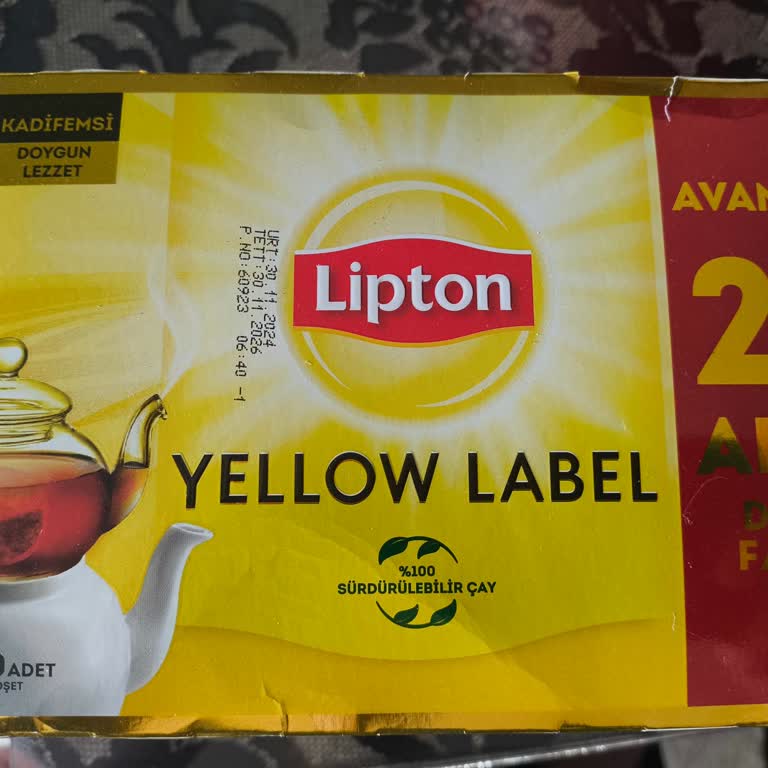 KADİFEMSİ
DOYGUN
LEZZET
ÜRT:30.11.2024
TETT:30.11.2026
P.NO:60923 06:40 -1
Lipton
YELLOW LABEL
%100
SÜRDÜRÜLEBİLİR ÇAY
ADET
AVAN
2